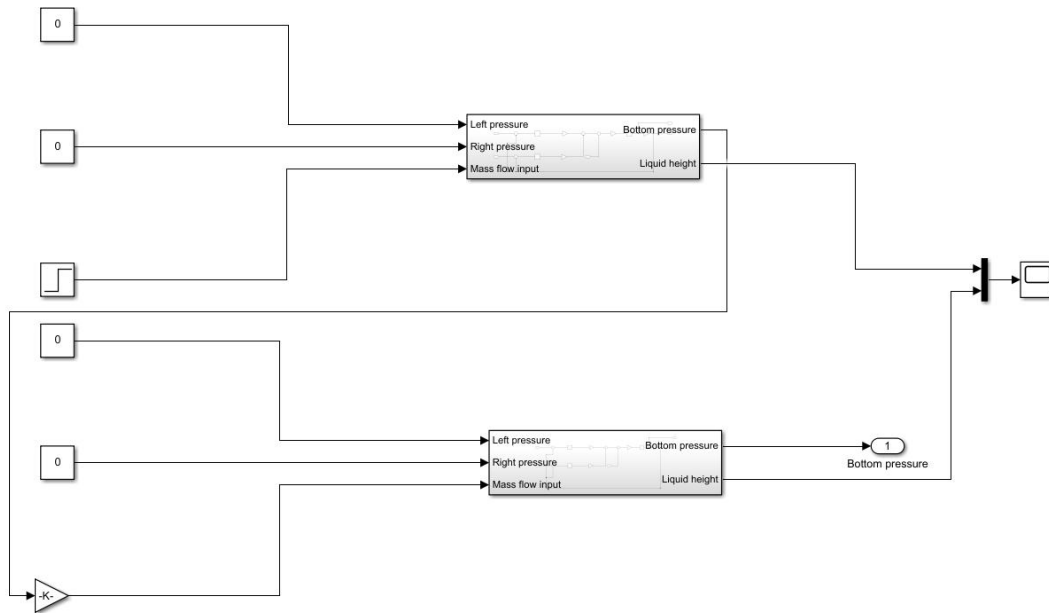 0
0
Left pressure
Right pressure
Mass flow input
Bottom pressure
Liquid height
0
0
Left pressure
Right pressure
Mass flow input
Bottom pressure
Liquid height
1
Bottom pressure
-K-